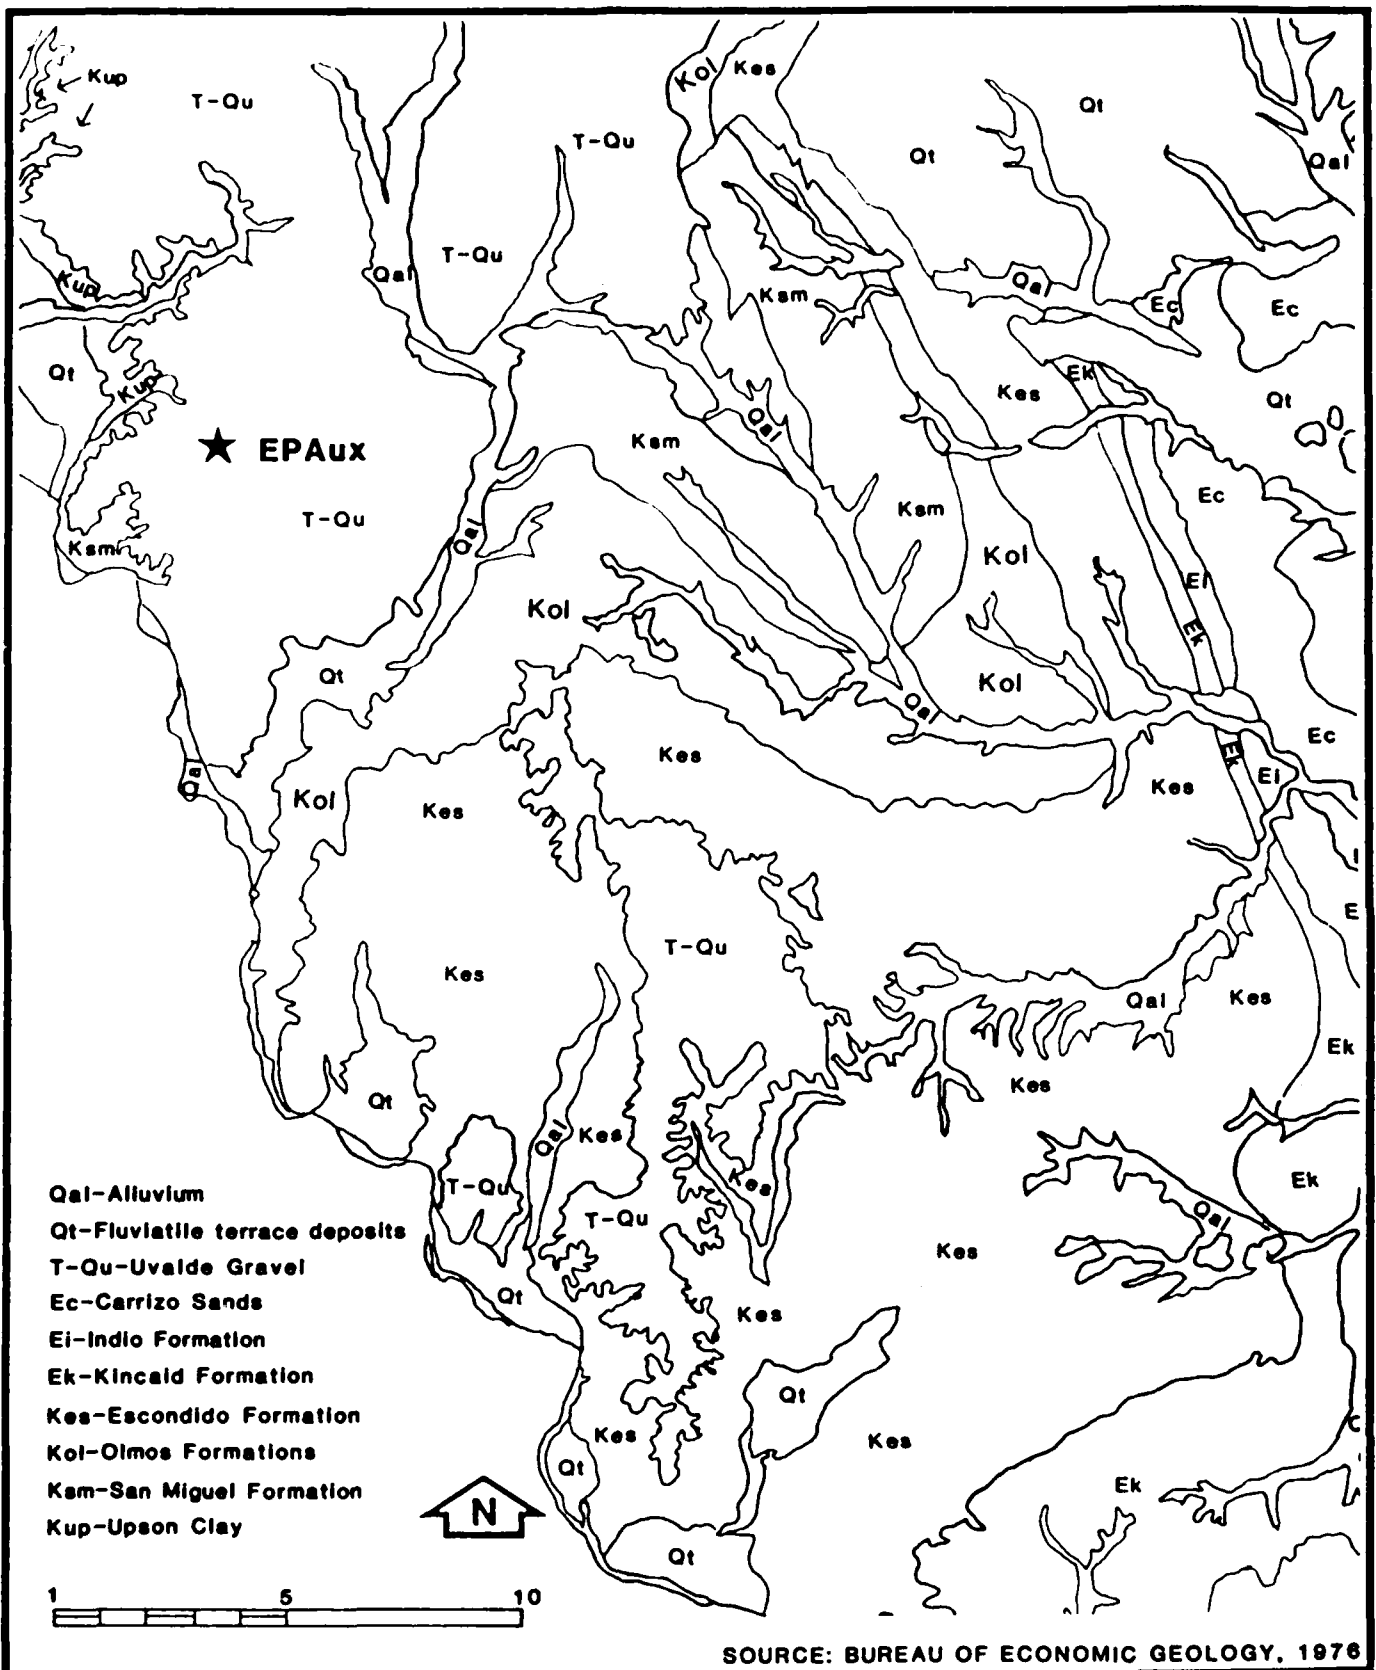 Kup
T-Qu
Kol
Kes
Qt
T-Qu
Qt
Qal
T-Qu
Qal
Kup
Qal
Ksm
Ec
Ec
Qt
Kup
Ek
Kes
Qt
Qal
★ EPAux
Ksm
Ec
Ksm
T-Qu
Qal
Ksm
Kol
Ei
Kol
Ek
Qt
Kol
Qal
Ec
Kes
Ek
Qal
Ei
Kes
Kol
Kes
E
T-Qu
Kes
Qal
Kes
Ek
Kes
Qt
Qal
Kes
Kes
Ek
T-Qu
Qal
T-Qu
Kes
Qt
Kes
Qt
Kes
Kes
Qt
Ek
Qt
Qal-Alluvium
Qt-Fluviatile terrace deposits
T-Qu-Uvalde Gravel
Ec-Carrizo Sands
Ei-Indio Formation
Ek-Kincaid Formation
Kes-Escondido Formation
Kol-Olmos Formations
Ksm-San Miguel Formation
Kup-Upson Clay
N
1 5 10
SOURCE: BUREAU OF ECONOMIC GEOLOGY, 1976